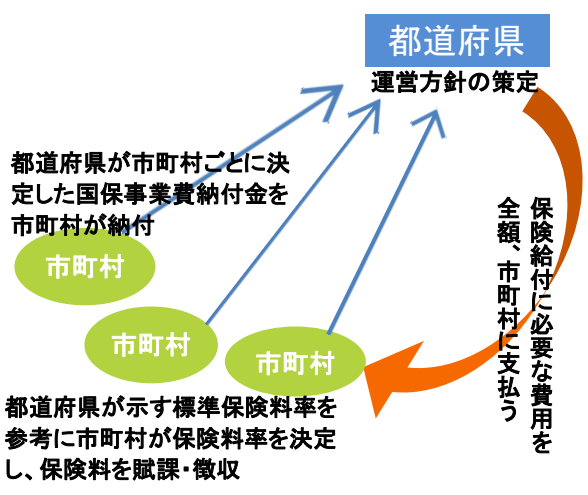 都道府県
運営方針の策定
都道府県が市町村ごとに決
定した国保事業費納付金を
市町村が納付
市町村
市町村
市町村
保険給付に必要な費用を
全額、市町村に支払う
都道府県が示す標準保険料率を
参考に市町村が保険料率を決定
し、保険料を賦課・徴収